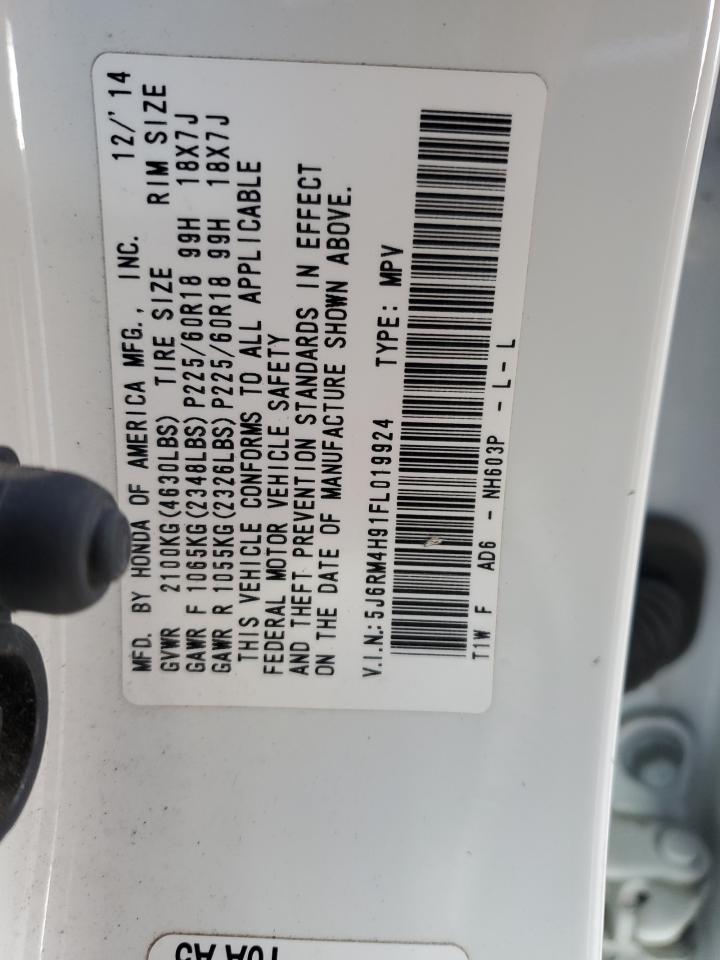 MFD. BY HONDA OF AMERICA MFG., INC. 12/'14
GVWR 2100KG(4630LBS) TIRE SIZE RIM SIZE
GAWR F 1065KG(2348LBS) P225/60R18 99H 18X7J
GAWR R 1055KG(2326LBS) P225/60R18 99H 18X7J
THIS VEHICLE CONFORMS TO ALL APPLICABLE
FEDERAL MOTOR VEHICLE SAFETY
AND THEFT PREVENTION STANDARDS IN EFFECT
ON THE DATE OF MANUFACTURE SHOWN ABOVE.
V.I.N.: 5J6RM4H91FL019924 TYPE: MPV
T1W F AD6 - NH603P - L - L